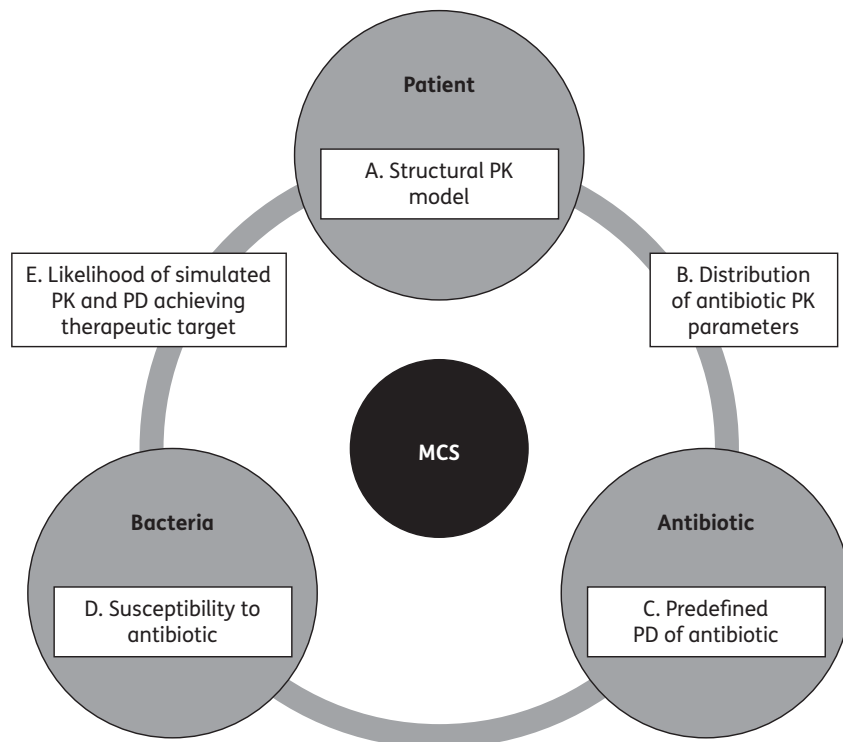 Patient
A. Structural PK
model
E. Likelihood of simulated
PK and PD achieving
therapeutic target
B. Distribution
of antibiotic PK
parameters
MCS
Bacteria
D. Susceptibility to
antibiotic
Antibiotic
C. Predefined
PD of antibiotic